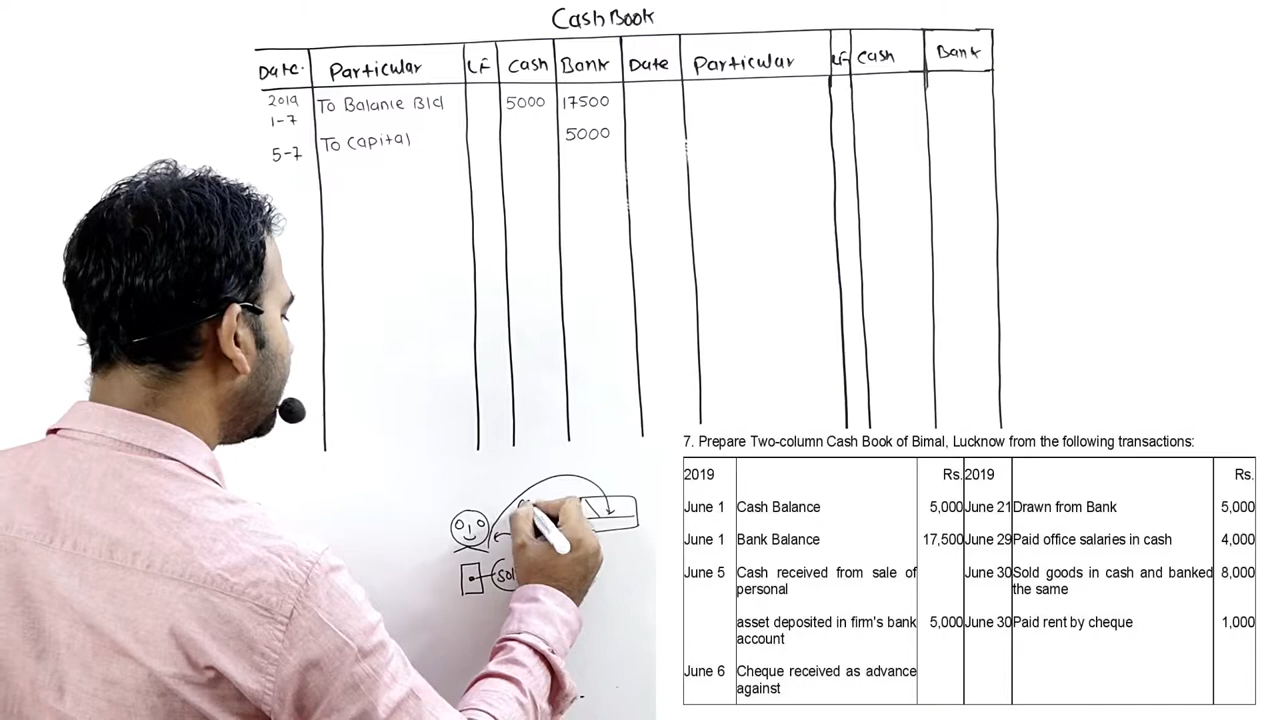 Cash Book
Date. Particular LF Cash Bank Date Particular LF Cash Bank
2019
1-7 To Balance Bld 5000 17500
5-7 To Capital 5000
7. Prepare Two-column Cash Book of Bimal, Lucknow from the following transactions:
2019 Rs. 2019 Rs.
June 1 Cash Balance 5,000 June 21 Drawn from Bank 5,000
June 1 Bank Balance 17,500 June 29 Paid office salaries in cash 4,000
June 5 Cash received from sale of personal June 30 Sold goods in cash and banked the same 8,000
asset deposited in firm's bank account 5,000 June 30 Paid rent by cheque 1,000
June 6 Cheque received as advance against